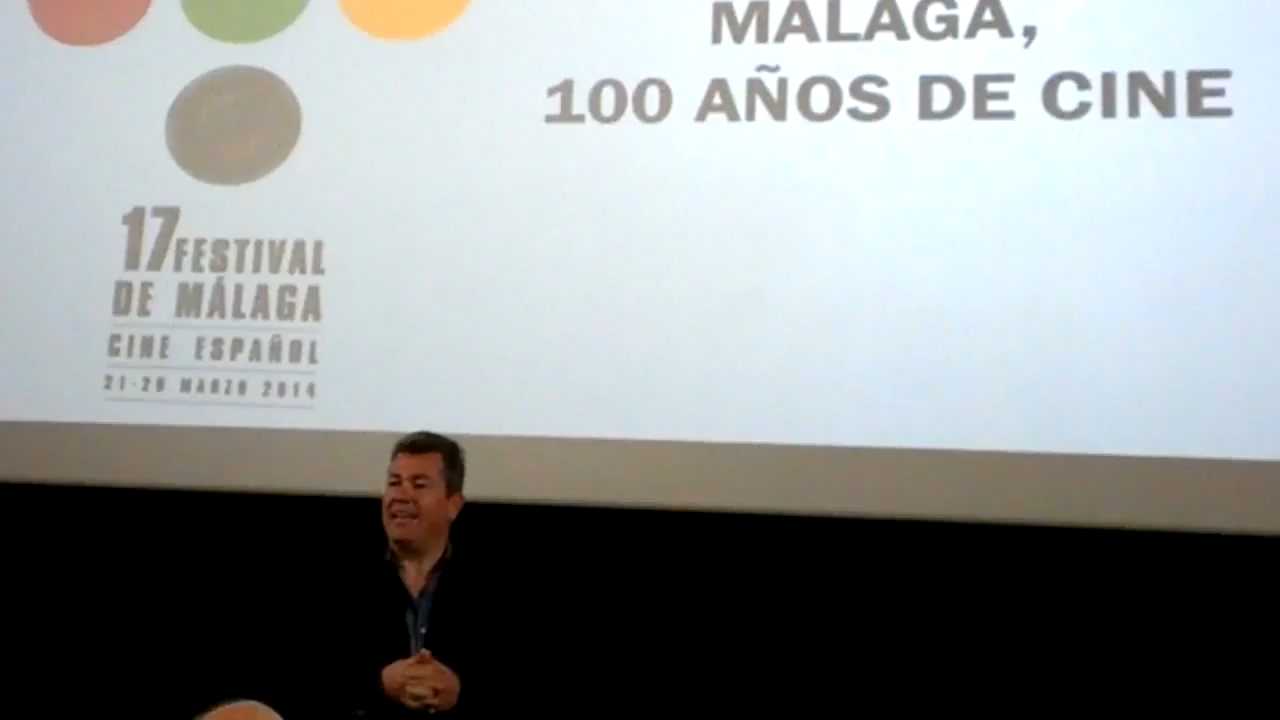 MÁLAGA,
100 AÑOS DE CINE
17 FESTIVAL
DE MÁLAGA
CINE ESPAÑOL
21-29 MARZO 2014